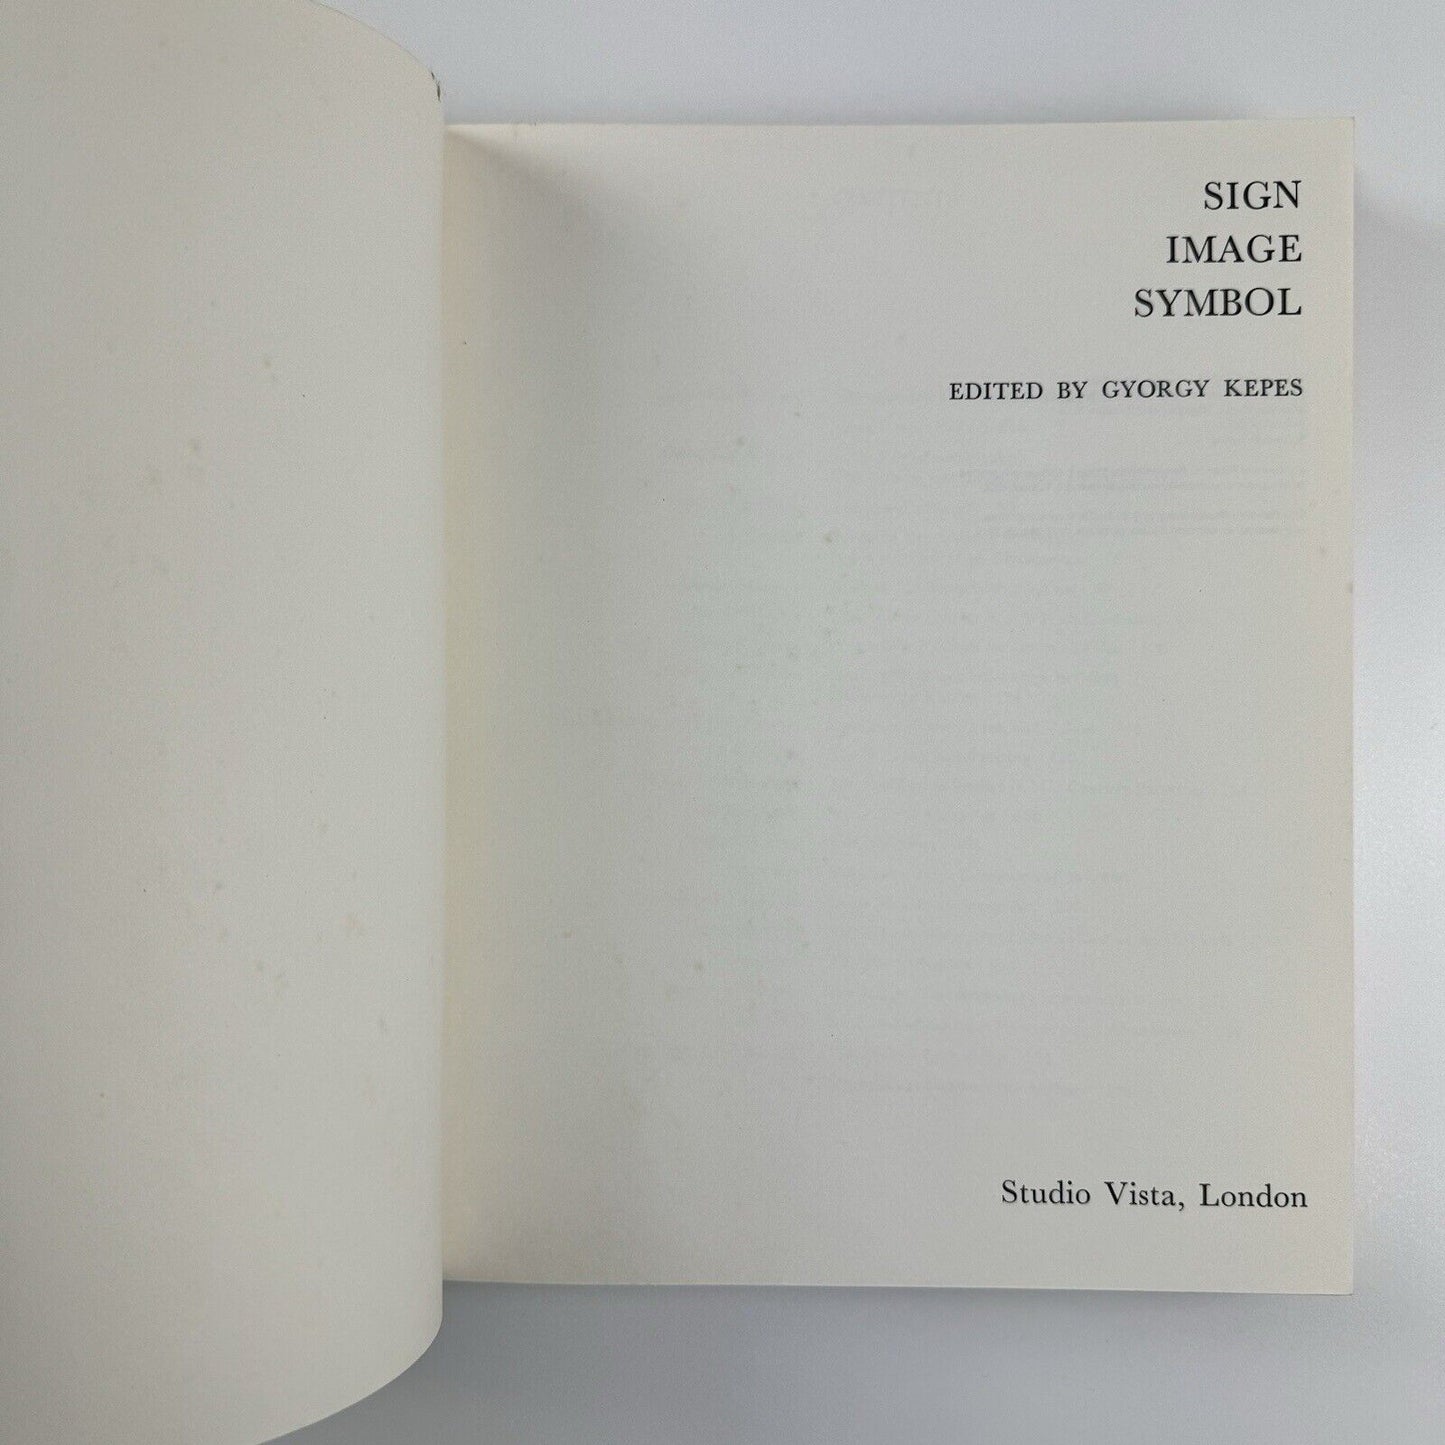 SIGN
IMAGE
SYMBOL
EDITED BY GYORGY KEPES
Studio Vista, London